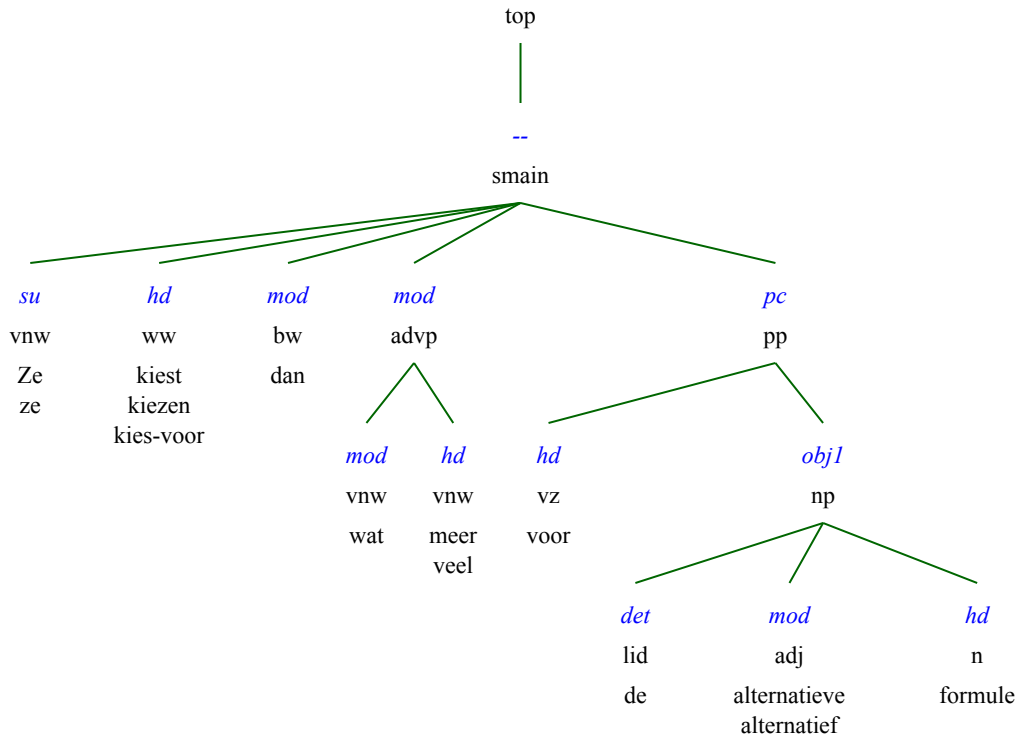 top
--
smain
su hd mod mod pc
vnw ww bw advp pp
Ze kiest dan
ze kiezen
kies-voor
mod hd hd obj1
vnw vnw vz np
wat meer voor
veel
det mod hd
lid adj n
de alternatieve formule
alternatief